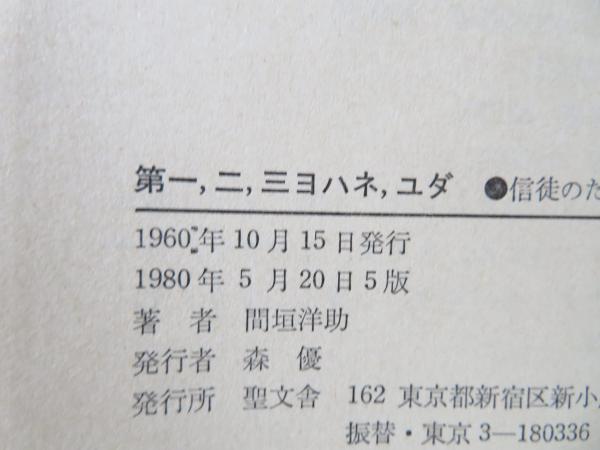 第一,二,三ヨハネ,ユダ ●信徒のた
1960年10月15日発行
1980年 5 月20日5版
著 者 間垣洋助
発行者 森 優
発行所 聖文舎 162 東京都新宿区新小
振替・東京3―180336